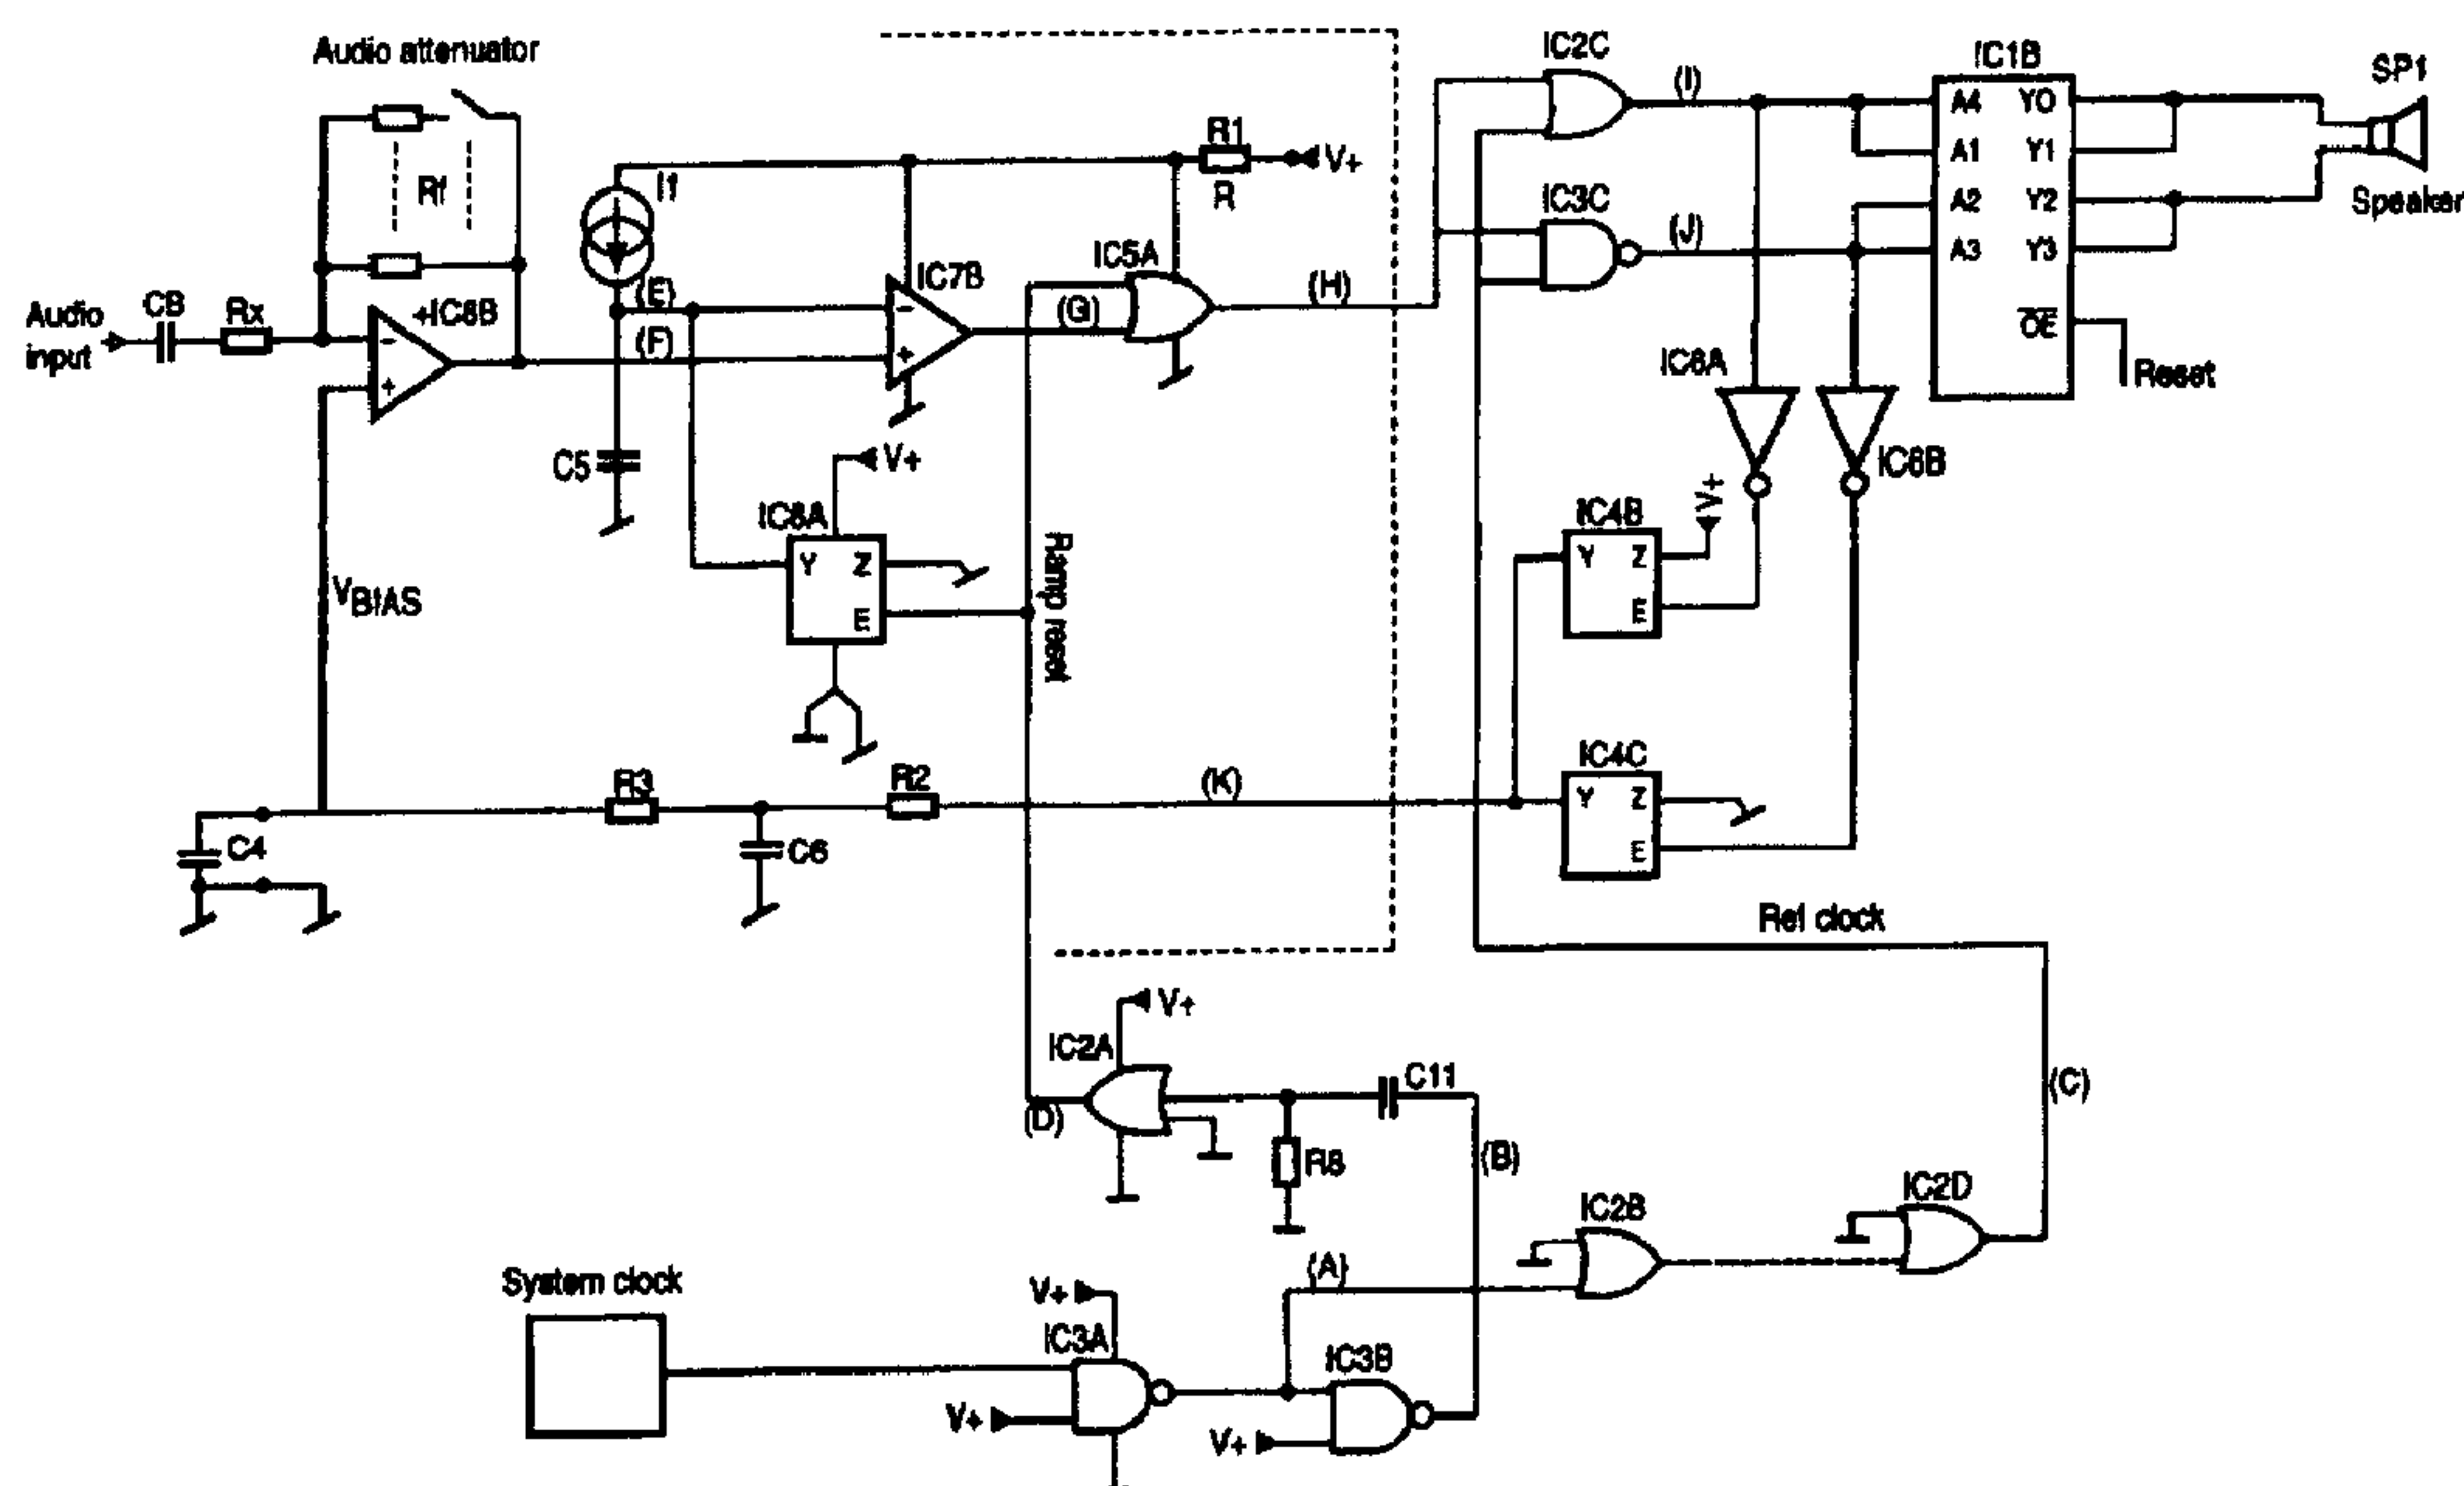 Audio attenuator
Rf
CB
Rx
Audio
input
+IC8B
-
+
I1
(E)
(F)
IC7B
-
+
(G)
R1
R
V+
IC5A
(H)
C5
V+
IC8A
Y
Z
E
Ramp reset
VBIAS
R3
R2
(K)
C4
C6
IC2C
(I)
IC3C
(J)
IC1B
A4
Y0
A1
Y1
A2
Y2
A3
Y3
OE
Reset
SP1
Speaker
IC6A
IC6B
V+
IC4B
Y
Z
E
IC4C
Y
Z
E
Ref clock
(C)
V+
IC2A
(D)
C11
R8
(B)
IC2B
IC2D
(A)
System clock
V+
IC3A
V+
IC3B
V+